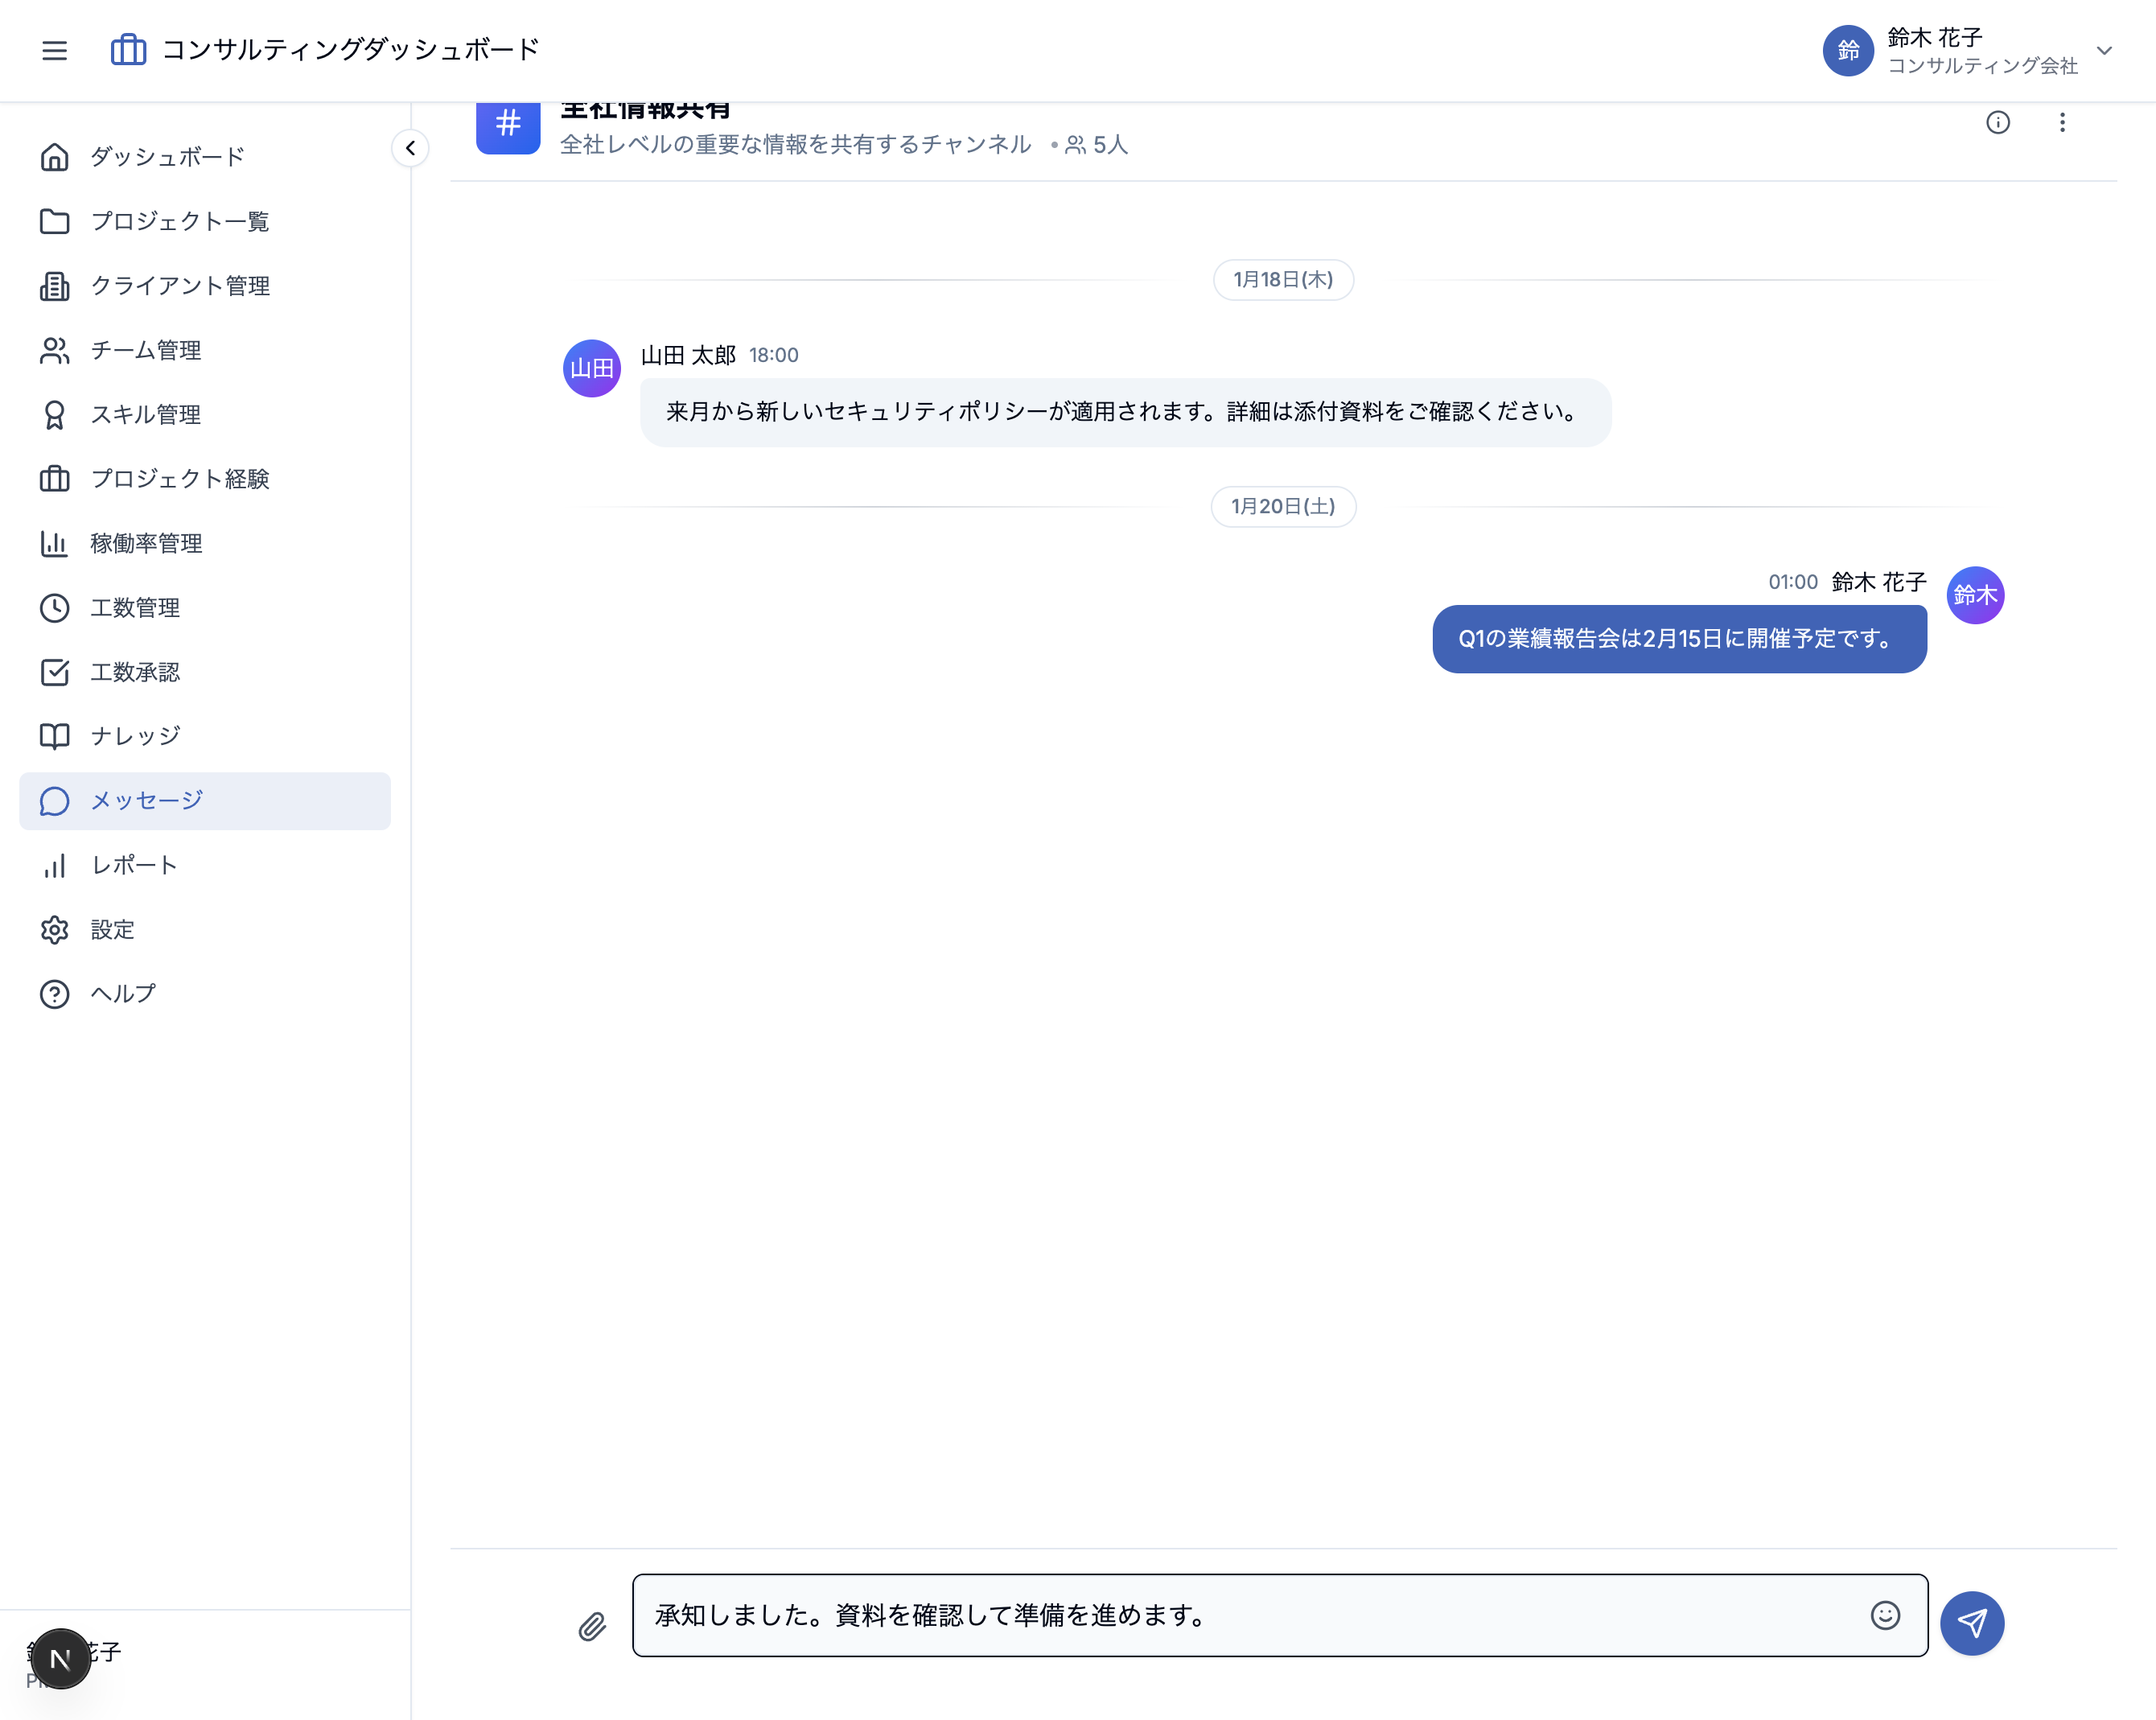 コンサルティングダッシュボード
鈴
鈴木 花子
コンサルティング会社
ダッシュボード
プロジェクト一覧
クライアント管理
チーム管理
スキル管理
プロジェクト経験
稼働率管理
工数管理
工数承認
ナレッジ
メッセージ
レポート
設定
ヘルプ
花子
N
#
全社情報共有
全社レベルの重要な情報を共有するチャンネル • 5人
1月18日(木)
山田
山田 太郎 18:00
来月から新しいセキュリティポリシーが適用されます。詳細は添付資料をご確認ください。
1月20日(土)
01:00 鈴木 花子
鈴木
Q1の業績報告会は2月15日に開催予定です。
承知しました。資料を確認して準備を進めます。